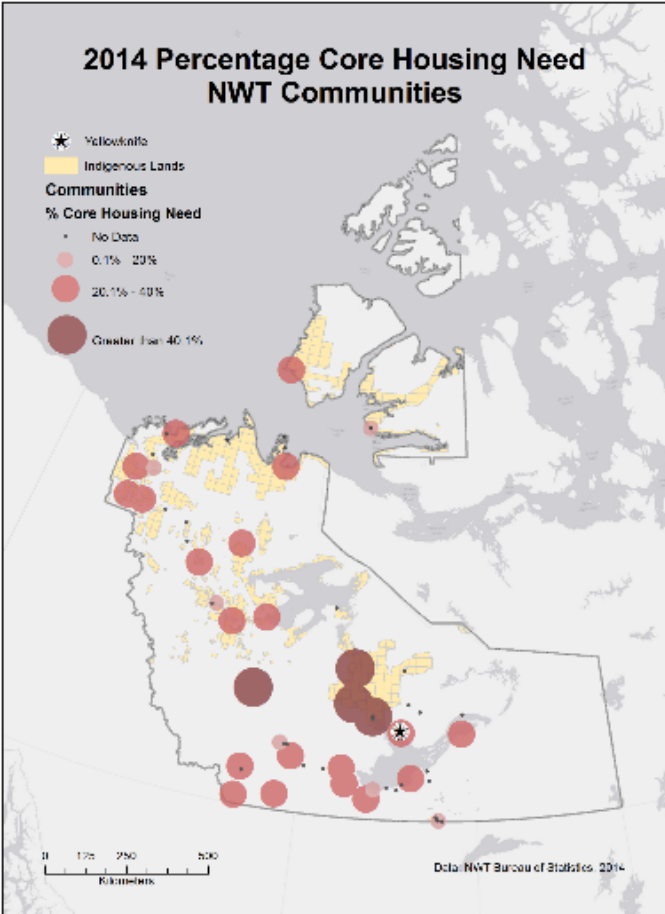 2014 Percentage Core Housing Need
NWT Communities
Yellowknife
Indigenous Lands
Communities
% Core Housing Need
No Data
0.1% - 20%
20.1% - 40%
Greater than 40.1%
0 125 250 500
Kilometers
Data: NWT Bureau of Statistics, 2014